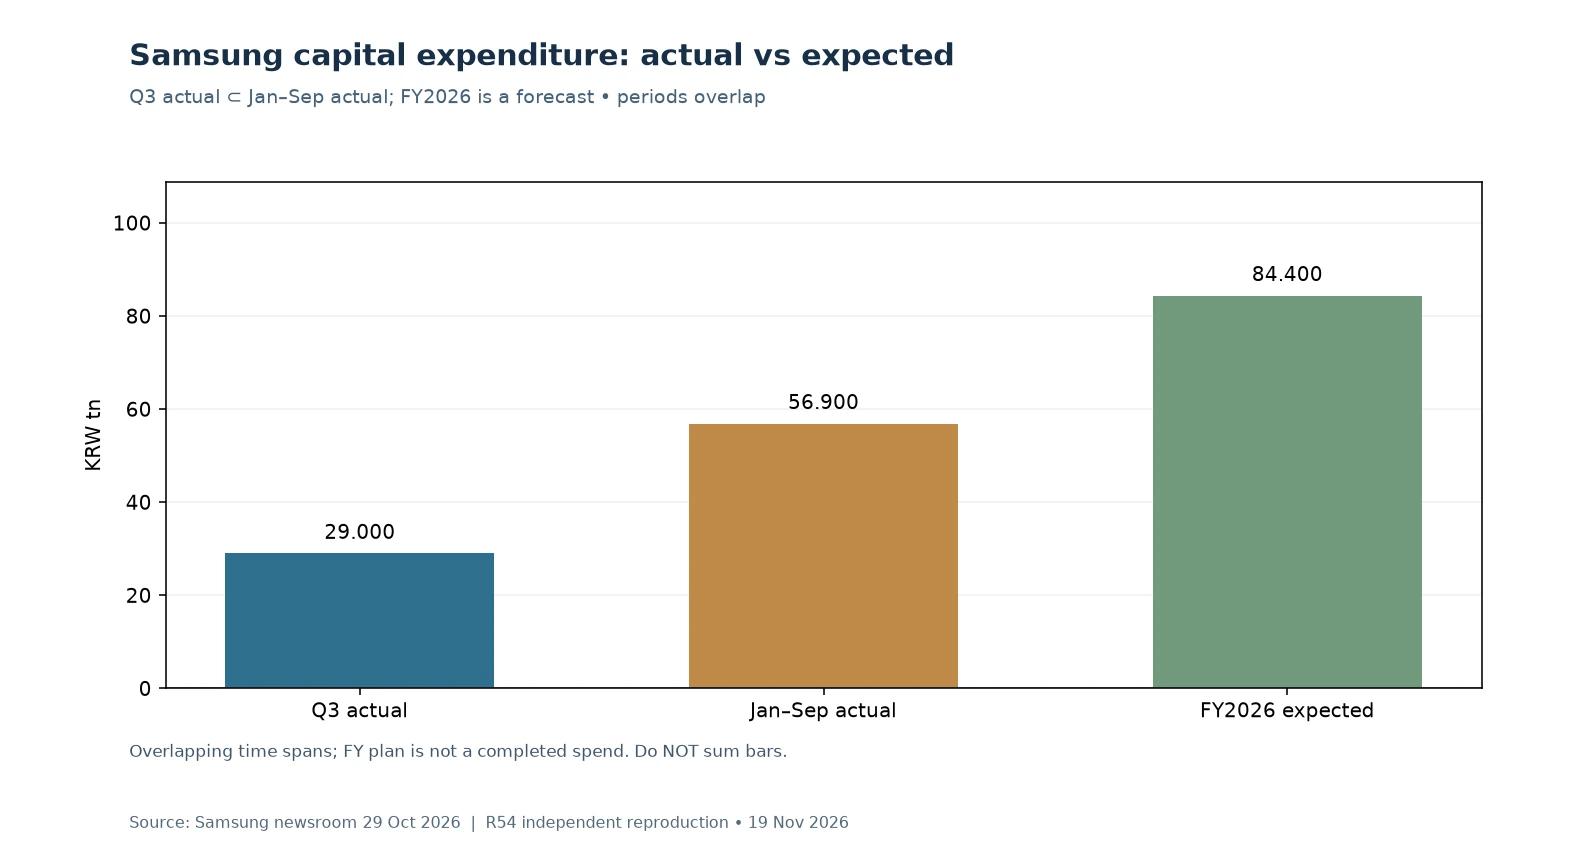 Samsung capital expenditure: actual vs expected
Q3 actual ⊂ Jan–Sep actual; FY2026 is a forecast • periods overlap
KRW tn
100
80
60
40
20
0
29.000
56.900
84.400
Q3 actual
Jan–Sep actual
FY2026 expected
Overlapping time spans; FY plan is not a completed spend. Do NOT sum bars.
Source: Samsung newsroom 29 Oct 2026 | R54 independent reproduction • 19 Nov 2026